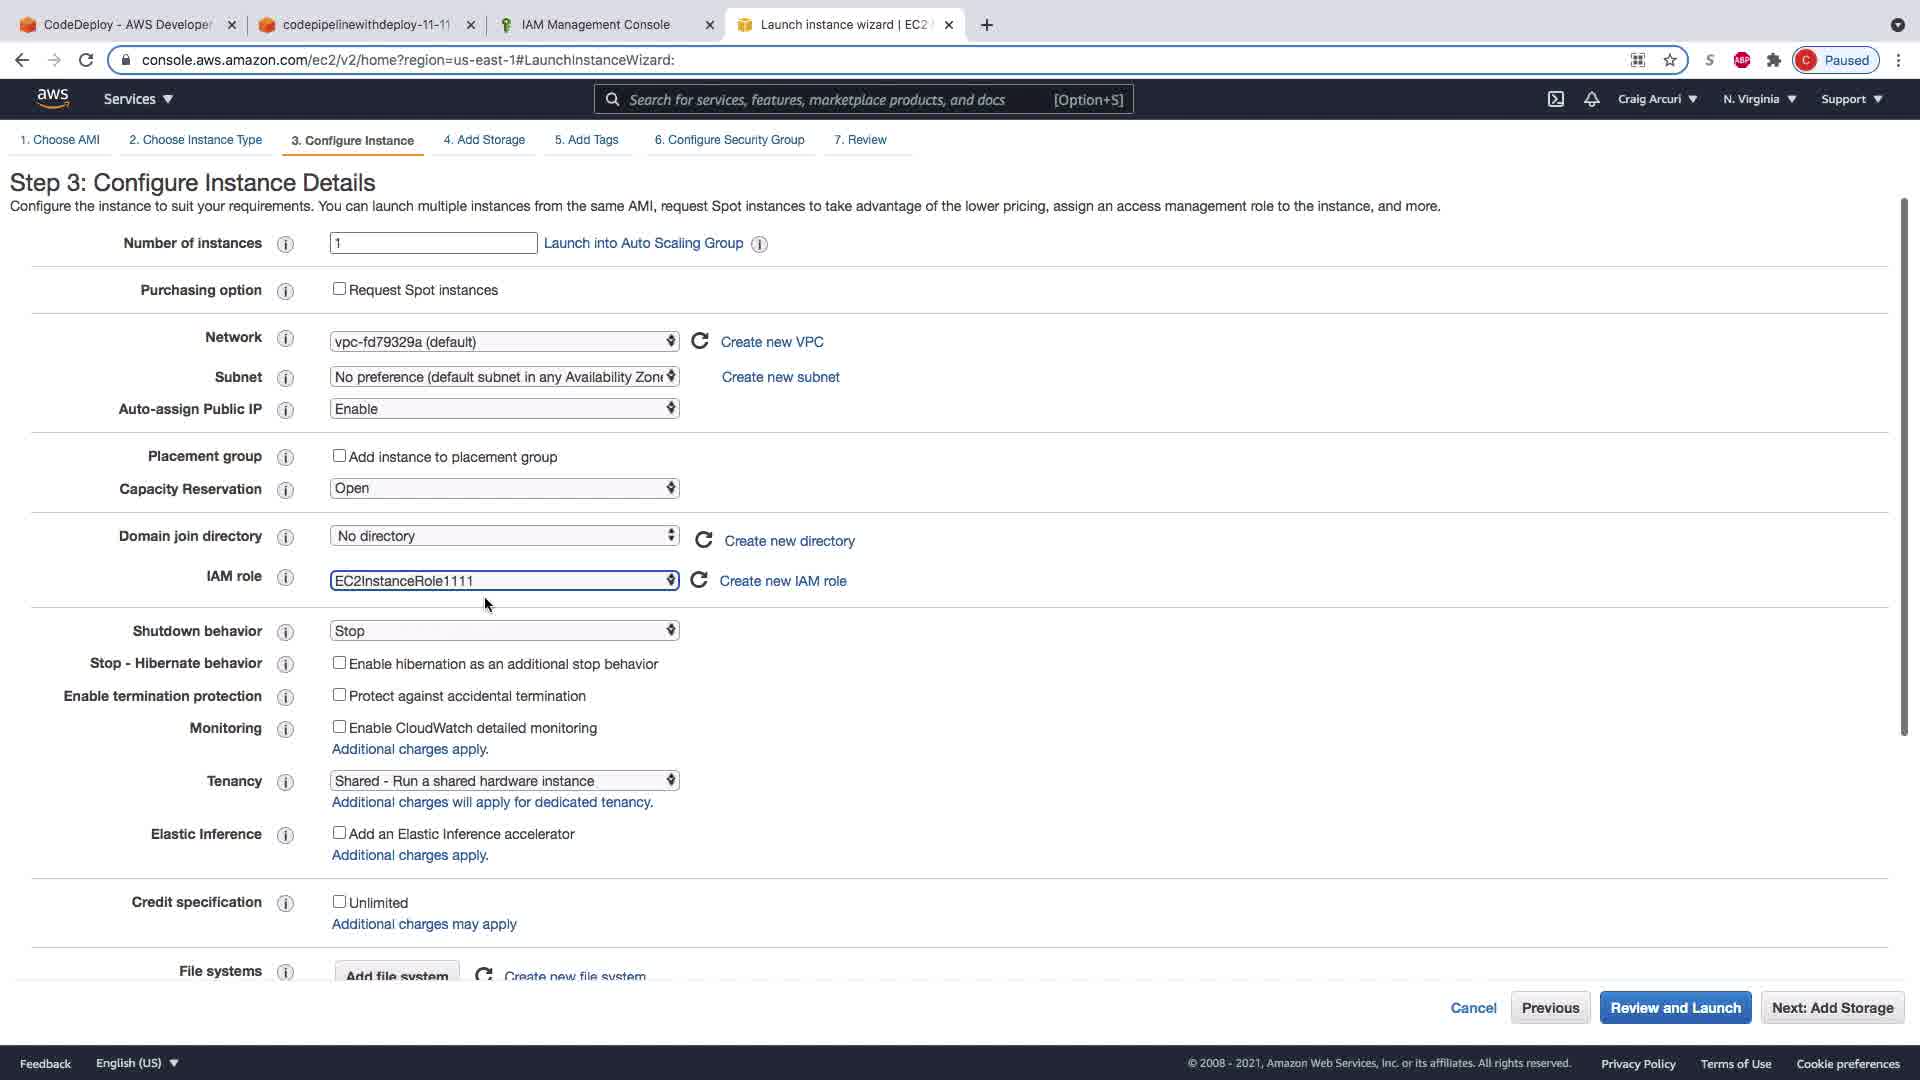 CodeDeploy - AWS Developer
codepipelinewithdeploy-11-11
IAM Management Console
Launch instance wizard | EC2
console.aws.amazon.com/ec2/v2/home?region=us-east-1#LaunchInstanceWizard:
S
ABP
C
Paused
aws
Services
Search for services, features, marketplace products, and docs
[Option+S]
Craig Arcuri
N. Virginia
Support
1. Choose AMI
2. Choose Instance Type
3. Configure Instance
4. Add Storage
5. Add Tags
6. Configure Security Group
7. Review
Step 3: Configure Instance Details
Configure the instance to suit your requirements. You can launch multiple instances from the same AMI, request Spot instances to take advantage of the lower pricing, assign an access management role to the instance, and more.
Number of instances
1
Launch into Auto Scaling Group
Purchasing option
Request Spot instances
Network
vpc-fd79329a (default)
Create new VPC
Subnet
No preference (default subnet in any Availability Zone
Create new subnet
Auto-assign Public IP
Enable
Placement group
Add instance to placement group
Capacity Reservation
Open
Domain join directory
No directory
Create new directory
IAM role
EC2InstanceRole1111
Create new IAM role
Shutdown behavior
Stop
Stop - Hibernate behavior
Enable hibernation as an additional stop behavior
Enable termination protection
Protect against accidental termination
Monitoring
Enable CloudWatch detailed monitoring
Additional charges apply.
Tenancy
Shared - Run a shared hardware instance
Additional charges will apply for dedicated tenancy.
Elastic Inference
Add an Elastic Inference accelerator
Additional charges apply.
Credit specification
Unlimited
Additional charges may apply
File systems
Add file system
Create new file system
Cancel
Previous
Review and Launch
Next: Add Storage
Feedback
English (US)
© 2008 - 2021, Amazon Web Services, Inc. or its affiliates. All rights reserved.
Privacy Policy
Terms of Use
Cookie preferences